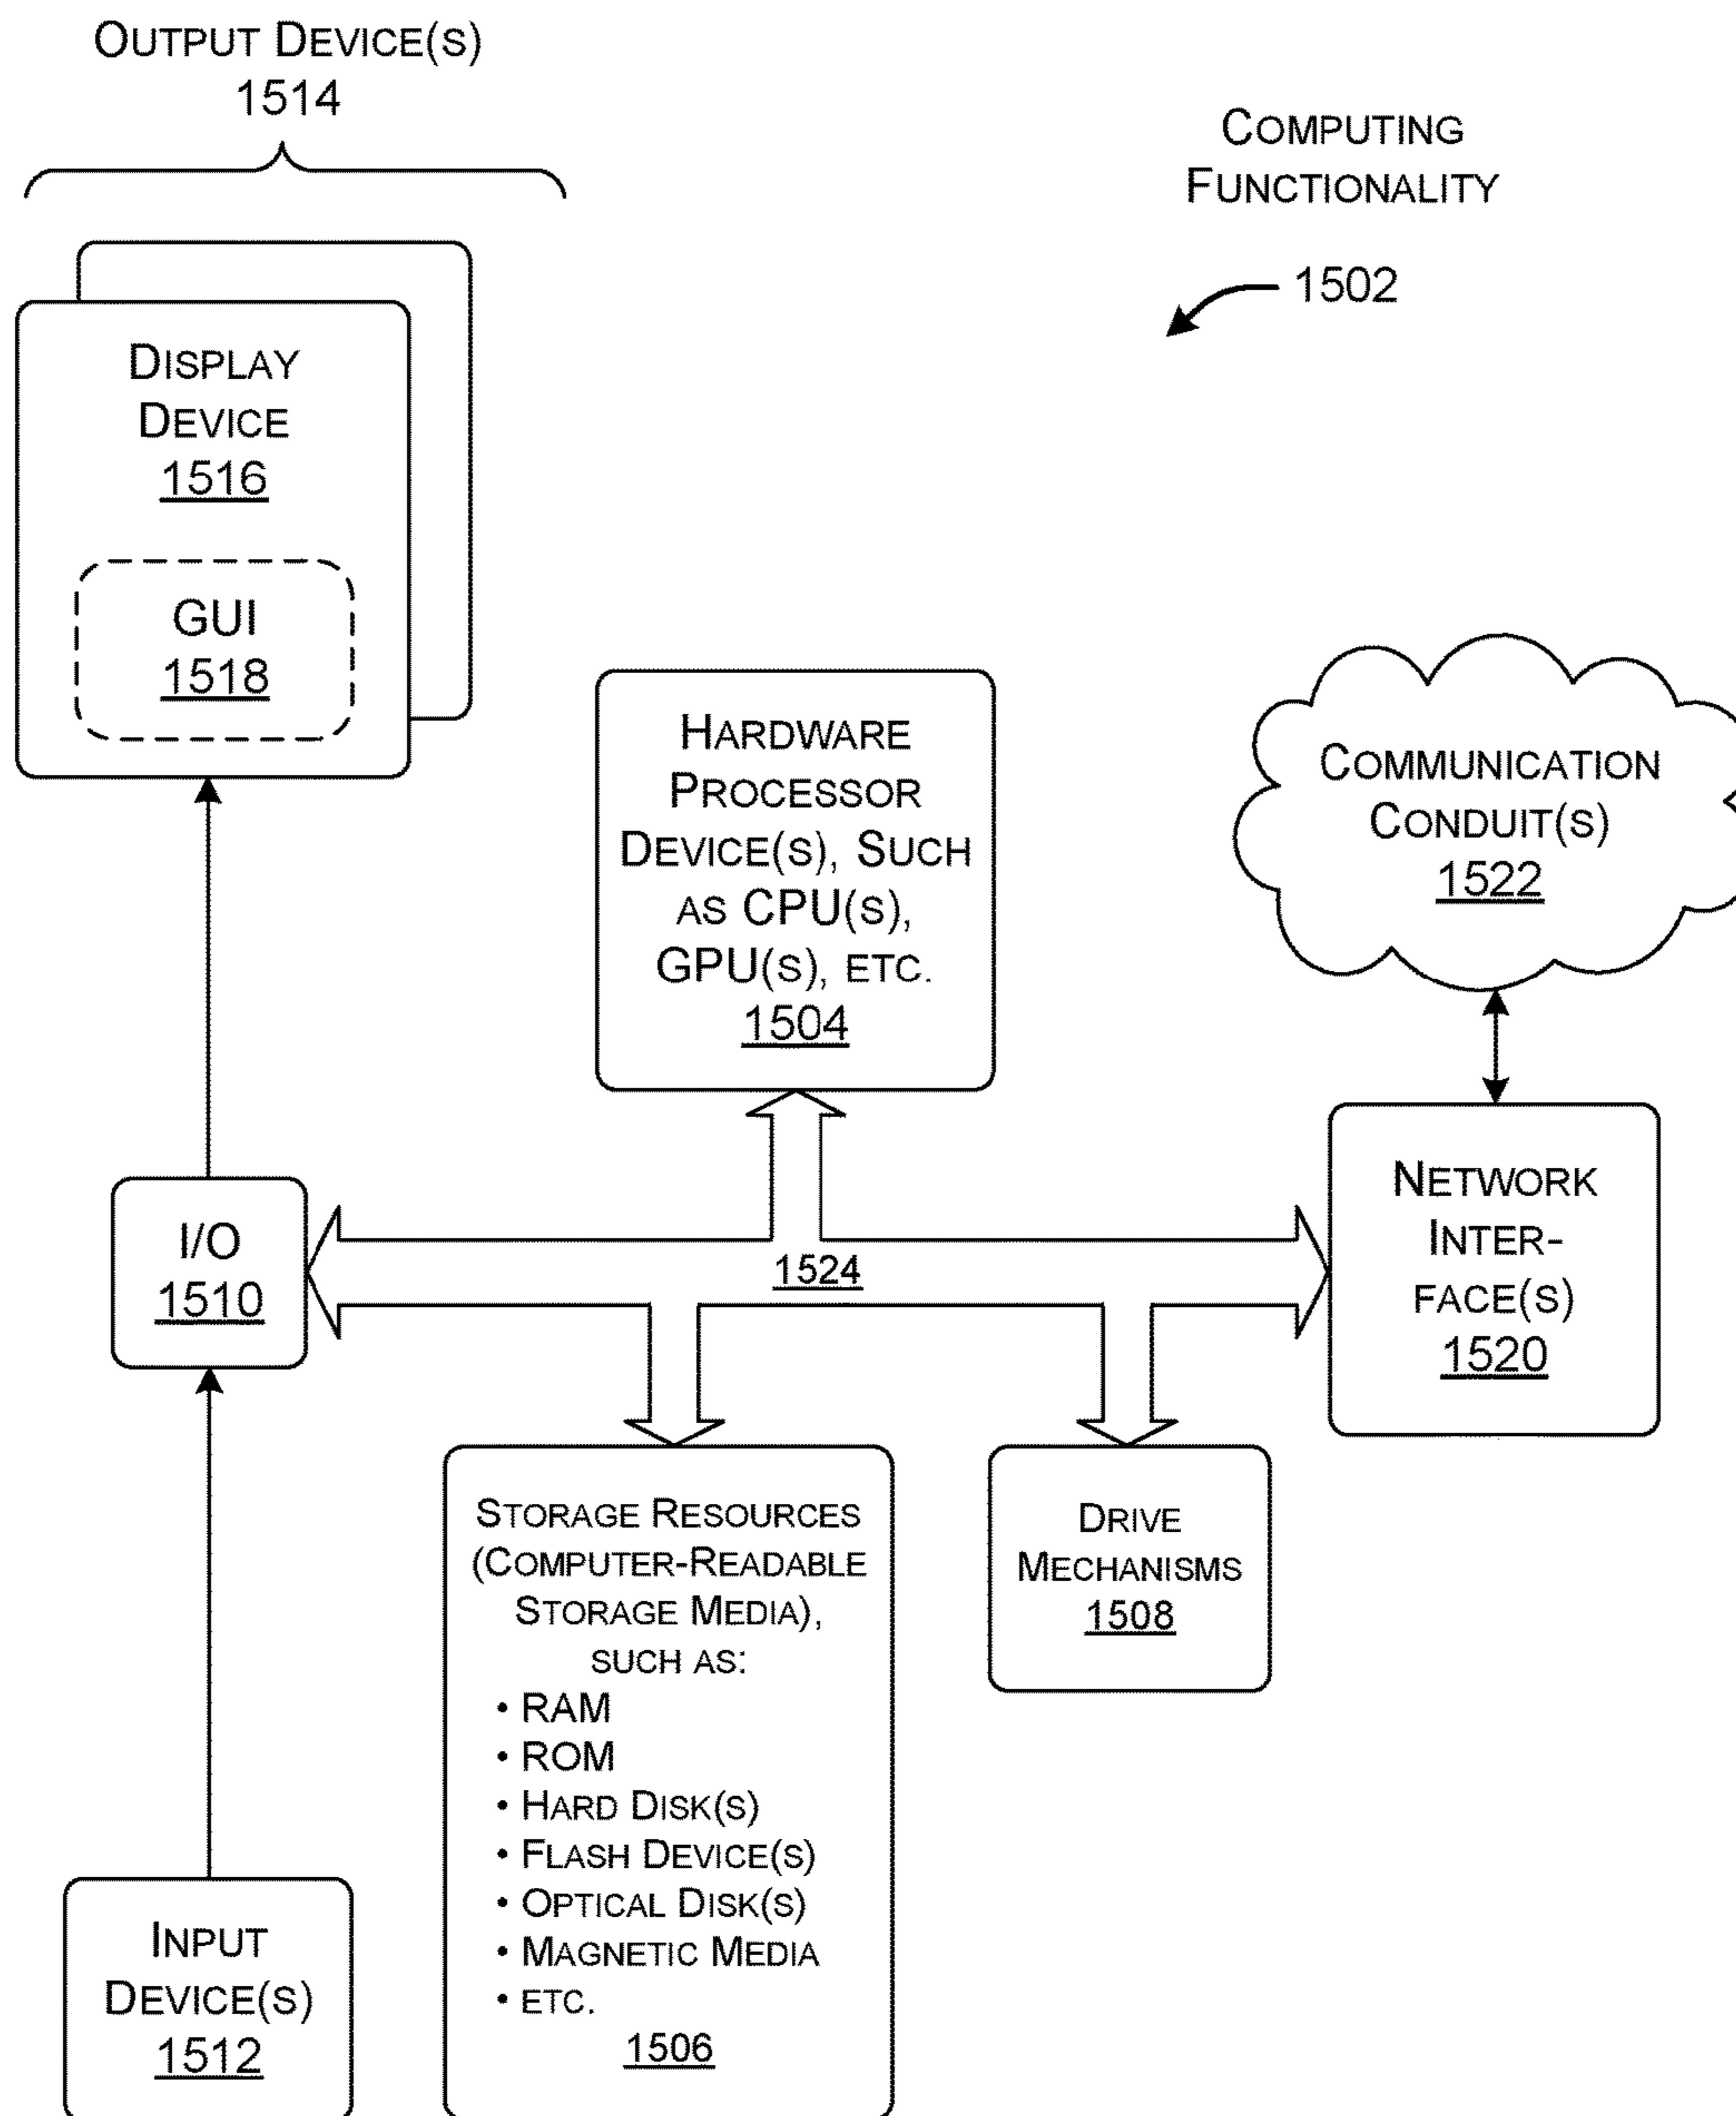 OUTPUT DEVICE(S)
1514
COMPUTING
FUNCTIONALITY
1502
DISPLAY
DEVICE
1516
GUI
1518
HARDWARE
PROCESSOR
DEVICE(S), SUCH
AS CPU(S),
GPU(S), ETC.
1504
COMMUNICATION
CONDUIT(S)
1522
I/O
1510
1524
NETWORK
INTER-
FACE(S)
1520
STORAGE RESOURCES
(COMPUTER-READABLE
STORAGE MEDIA),
SUCH AS:
• RAM
• ROM
• HARD DISK(S)
• FLASH DEVICE(S)
• OPTICAL DISK(S)
• MAGNETIC MEDIA
• ETC.
1506
DRIVE
MECHANISMS
1508
INPUT
DEVICE(S)
1512